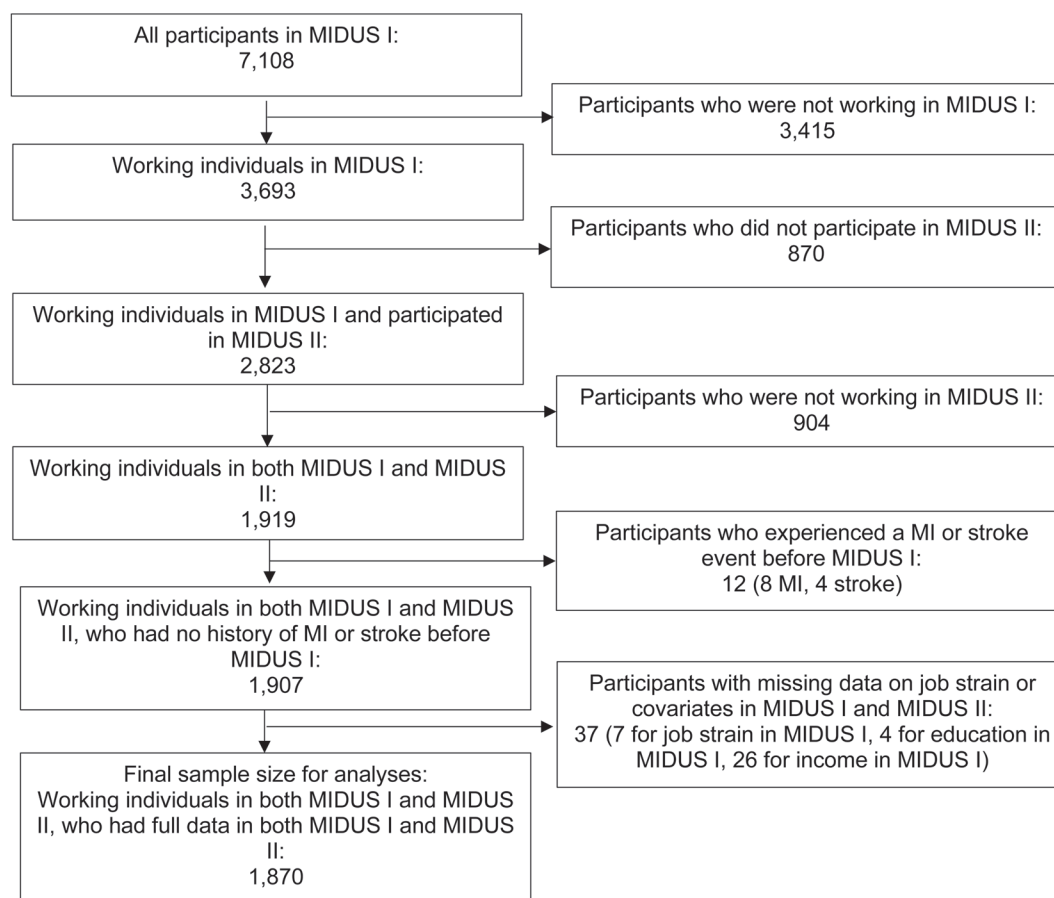 All participants in MIDUS I:
7,108
Participants who were not working in MIDUS I:
3,415
Working individuals in MIDUS I:
3,693
Participants who did not participate in MIDUS II:
870
Working individuals in MIDUS I and participated
in MIDUS II:
2,823
Participants who were not working in MIDUS II:
904
Working individuals in both MIDUS I and MIDUS
II:
1,919
Participants who experienced a MI or stroke
event before MIDUS I:
12 (8 MI, 4 stroke)
Working individuals in both MIDUS I and MIDUS
II, who had no history of MI or stroke before
MIDUS I:
1,907
Participants with missing data on job strain or
covariates in MIDUS I and MIDUS II:
37 (7 for job strain in MIDUS I, 4 for education in
MIDUS I, 26 for income in MIDUS I)
Final sample size for analyses:
Working individuals in both MIDUS I and MIDUS
II, who had full data in both MIDUS I and MIDUS
II:
1,870